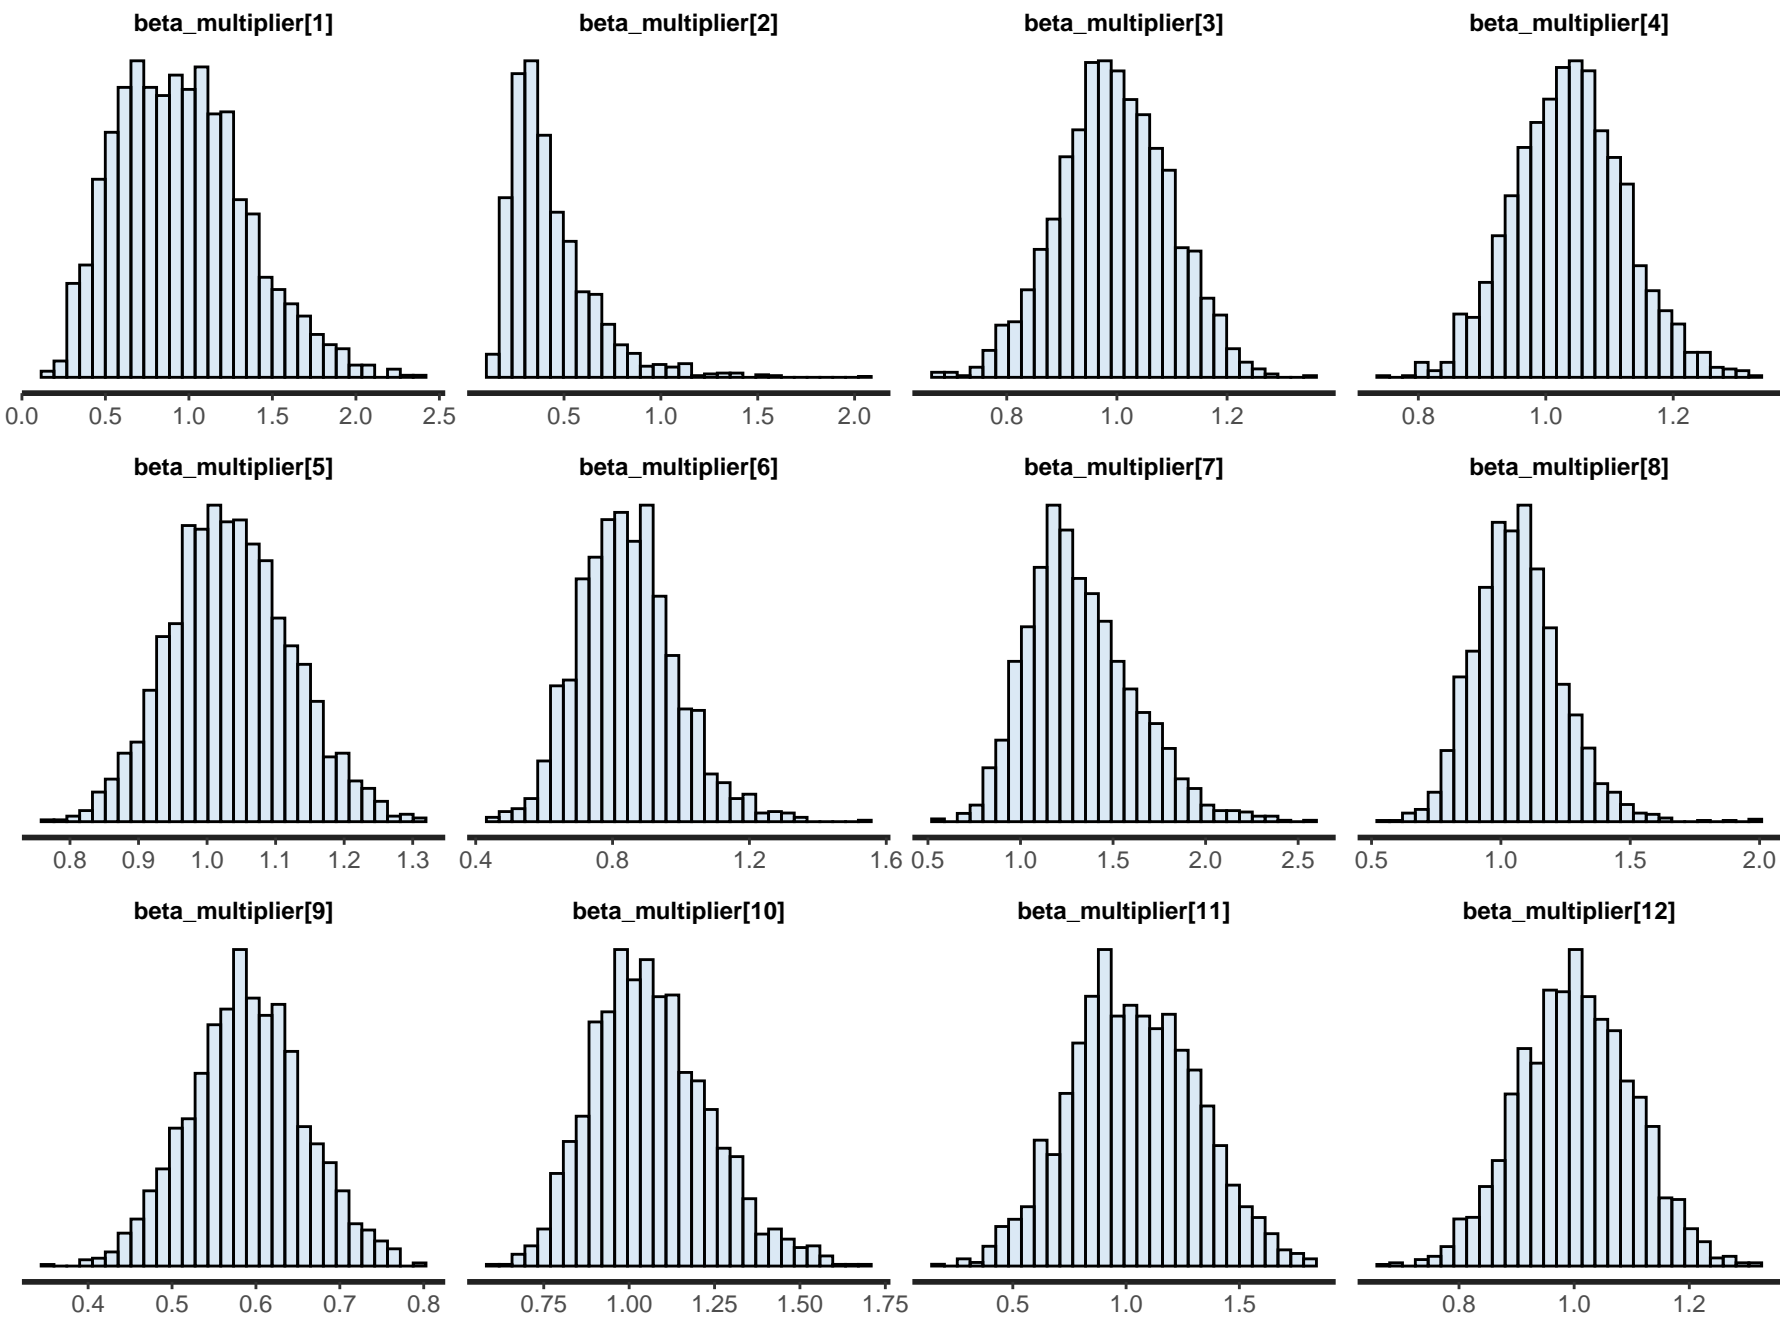 beta_multiplier[1] beta_multiplier[2] beta_multiplier[3] beta_multiplier[4]
0.0 0.5 1.0 1.5 2.0 2.5 0.5 1.0 1.5 2.0 0.8 1.0 1.2 0.8 1.0 1.2
beta_multiplier[5] beta_multiplier[6] beta_multiplier[7] beta_multiplier[8]
0.8 0.9 1.0 1.1 1.2 1.3 0.4 0.8 1.2 1.6 0.5 1.0 1.5 2.0 2.5 0.5 1.0 1.5 2.0
beta_multiplier[9] beta_multiplier[10] beta_multiplier[11] beta_multiplier[12]
0.4 0.5 0.6 0.7 0.8 0.75 1.00 1.25 1.50 1.75 0.5 1.0 1.5 0.8 1.0 1.2